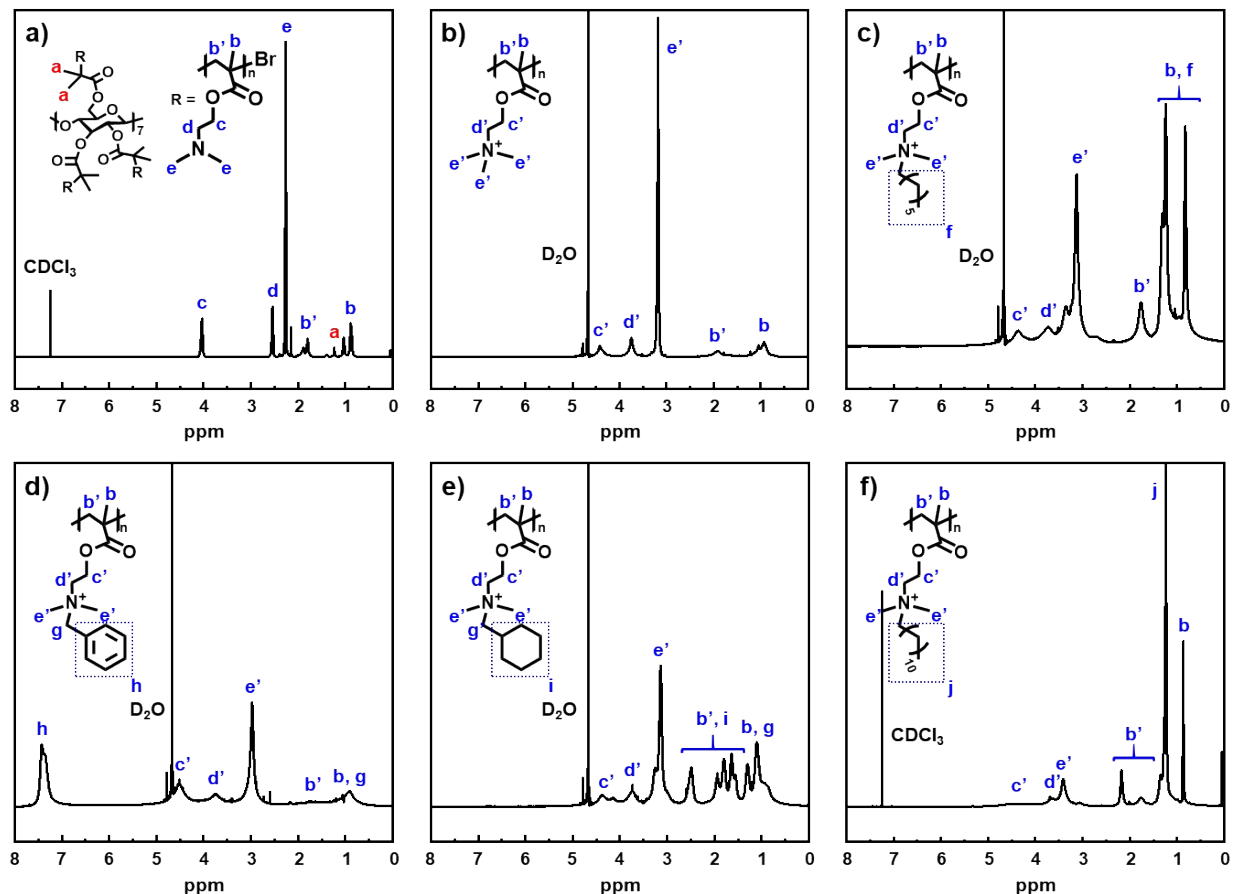 a)
e
b’ b
Br
n
R
a
a
O
O
R =
O
O
O
c
d
N
e
e
O
O
O
7
O
O
O
O
R
R
CDCl3
c
d
b’
a
b
8 7 6 5 4 3 2 1 0
ppm
b)
b’ b
n
O
O
d’ c’
e’ N+ e’
e’
e’
D2O
c’
d’
b’
b
8 7 6 5 4 3 2 1 0
ppm
c)
b’ b
n
O
O
d’ c’
e’ N+ e’
5
f
D2O
b, f
e’
b’
c’
d’
8 7 6 5 4 3 2 1 0
ppm
d)
b’ b
n
O
O
d’ c’
e’ N+ e’
g
h
D2O
h
e’
c’
d’
b’
b, g
8 7 6 5 4 3 2 1 0
ppm
e)
b’ b
n
O
O
d’ c’
e’ N+ e’
g
i
D2O
e’
b’, i
b, g
c’
d’
8 7 6 5 4 3 2 1 0
ppm
f)
b’ b
n
O
O
d’ c’
e’ N+ e’
10
j
j
b
CDCl3
b’
e’
c’
d’
8 7 6 5 4 3 2 1 0
ppm